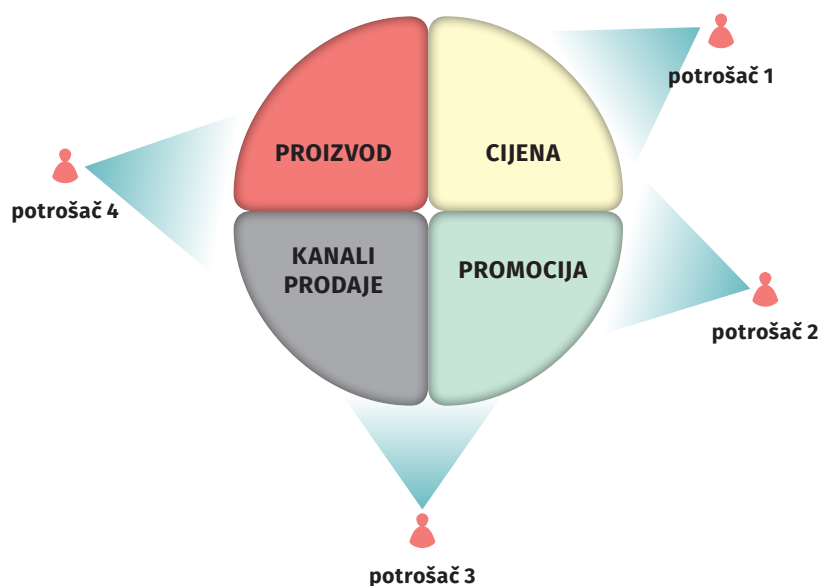 potrošač 1
PROIZVOD
CIJENA
potrošač 4
KANALI
PRODAJE
PROMOCIJA
potrošač 2
potrošač 3